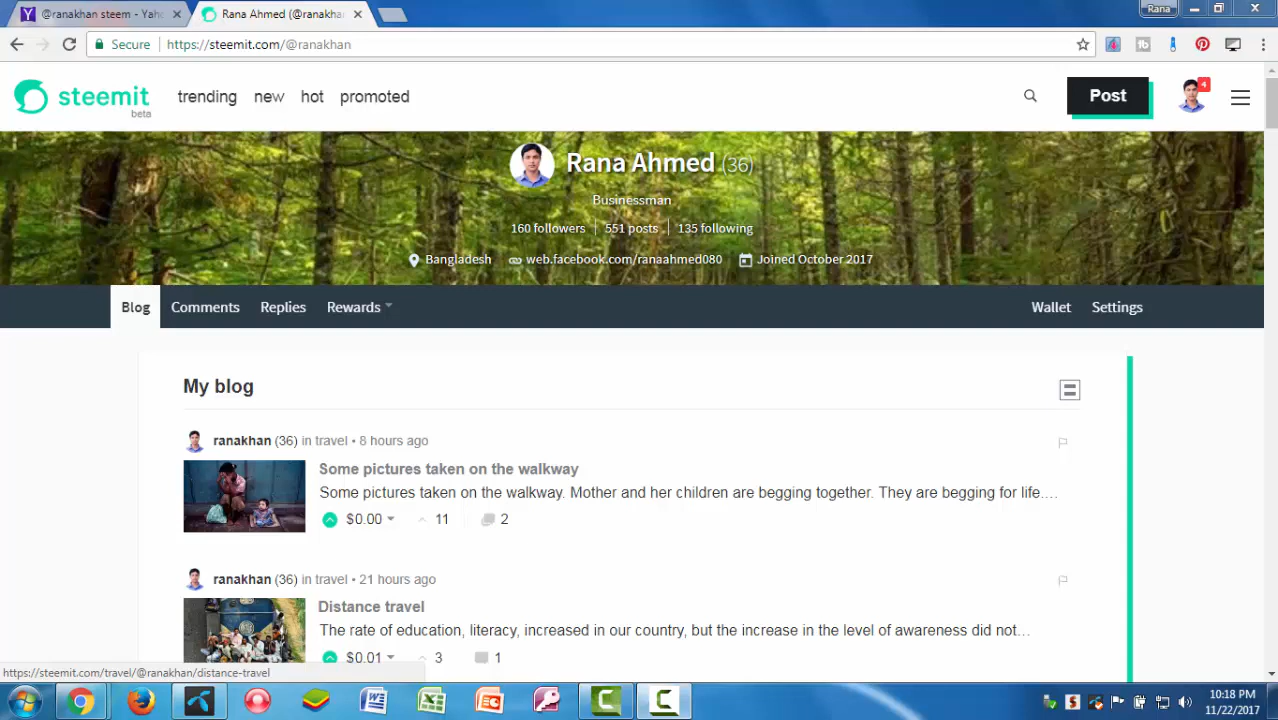 @ranakhan steem - Yah
Rana Ahmed (@ranakha
Rana
Secure
https://steemit.com/@ranakhan
steemit
beta
trending
new
hot
promoted
Post
4
Rana Ahmed (36)
Businessman
160 followers
551 posts
135 following
Bangladesh
web.facebook.com/ranaahmed080
Joined October 2017
Blog
Comments
Replies
Rewards
Wallet
Settings
My blog
ranakhan (36) in travel • 8 hours ago
Some pictures taken on the walkway
Some pictures taken on the walkway. Mother and her children are begging together. They are begging for life....
$0.00
11
2
ranakhan (36) in travel • 21 hours ago
Distance travel
The rate of education, literacy, increased in our country, but the increase in the level of awareness did not...
$0.01
3
1
https://steemit.com/travel/@ranakhan/distance-travel
10:18 PM
11/22/2017